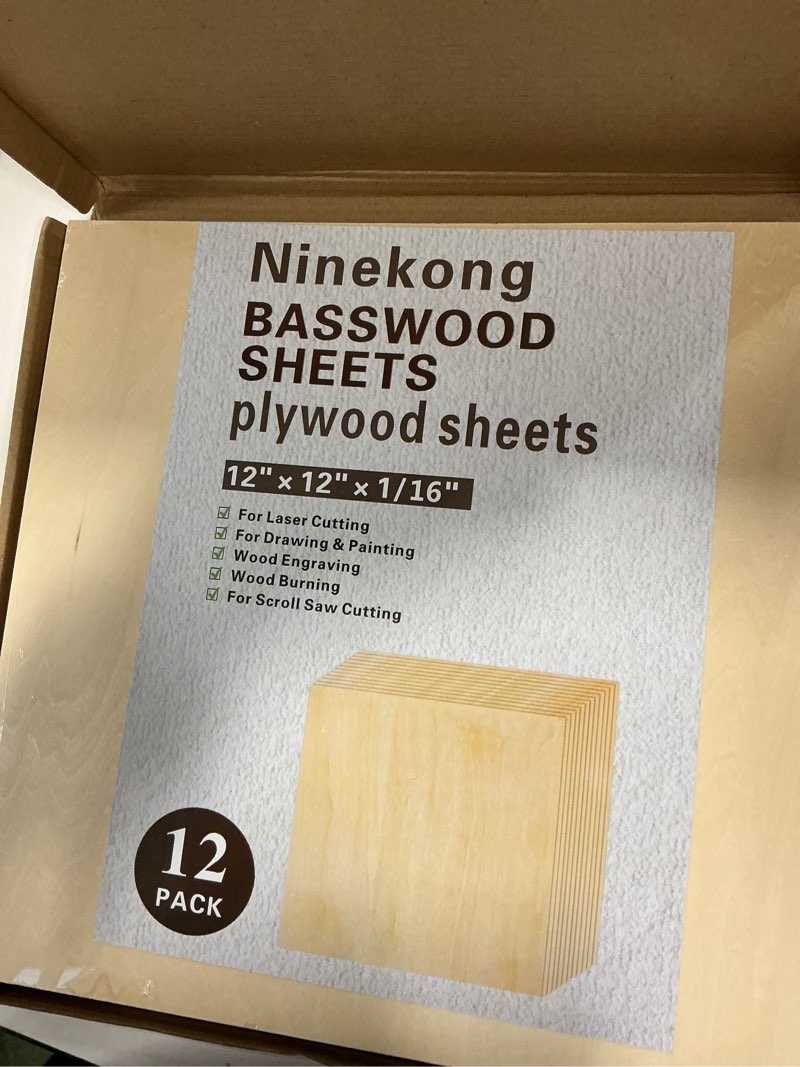 Ninekong
BASSWOOD
SHEETS
plywood sheets
12" × 12" × 1/16"
For Laser Cutting
For Drawing & Painting
Wood Engraving
Wood Burning
For Scroll Saw Cutting
12
PACK